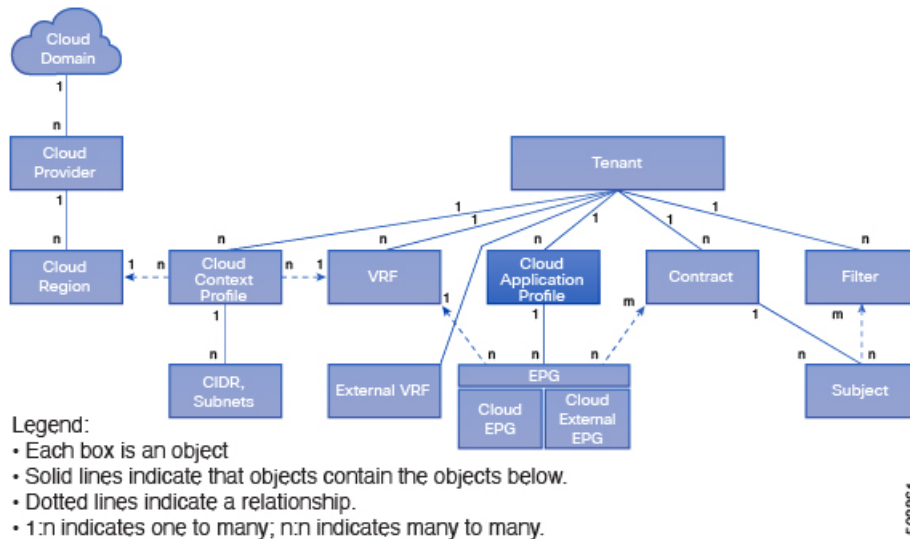 Cloud
Domain
1
n
Cloud
Provider
Tenant
1
1
1
1
1
1
n
n
n
n
n
n
Cloud
Region
1
n
Cloud
Context
Profile
n
1
VRF
Cloud
Application
Profile
Contract
Filter
1
1
1
m
1
m
n
n
n
n
n
n
CIDR,
Subnets
External VRF
EPG
Cloud
EPG
Cloud
External
EPG
Subject
Legend:
• Each box is an object
• Solid lines indicate that objects contain the objects below.
• Dotted lines indicate a relationship.
• 1:n indicates one to many; n:n indicates many to many.